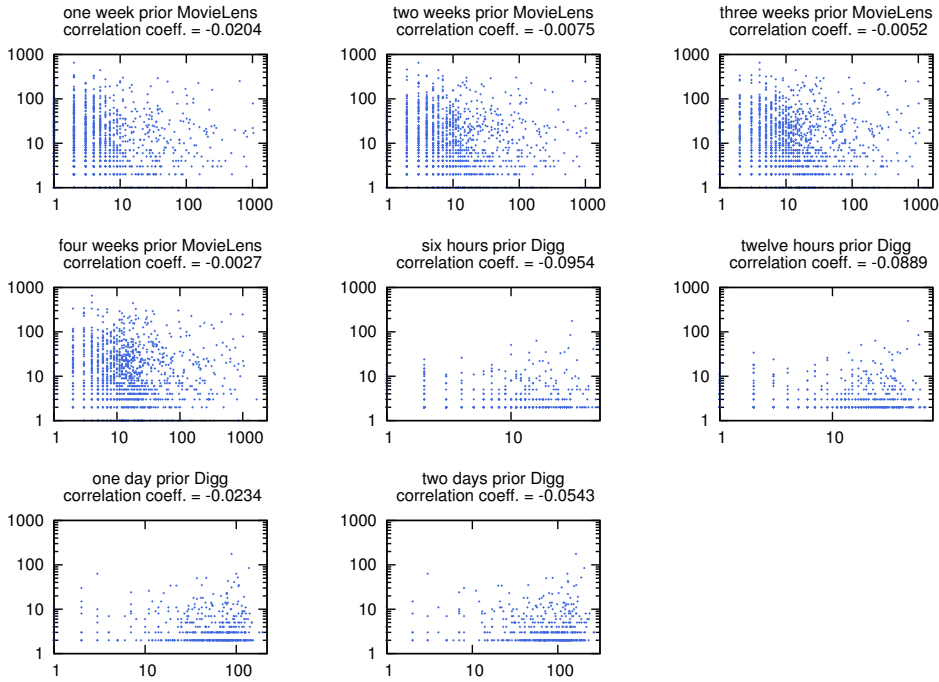 one week prior MovieLens
correlation coeff. = -0.0204
1000
100
10
1
1 10 100 1000
two weeks prior MovieLens
correlation coeff. = -0.0075
1000
100
10
1
1 10 100 1000
three weeks prior MovieLens
correlation coeff. = -0.0052
1000
100
10
1
1 10 100 1000
four weeks prior MovieLens
correlation coeff. = -0.0027
1000
100
10
1
1 10 100 1000
six hours prior Digg
correlation coeff. = -0.0954
1000
100
10
1
1 10
twelve hours prior Digg
correlation coeff. = -0.0889
1000
100
10
1
1 10
one day prior Digg
correlation coeff. = -0.0234
1000
100
10
1
1 10 100
two days prior Digg
correlation coeff. = -0.0543
1000
100
10
1
1 10 100